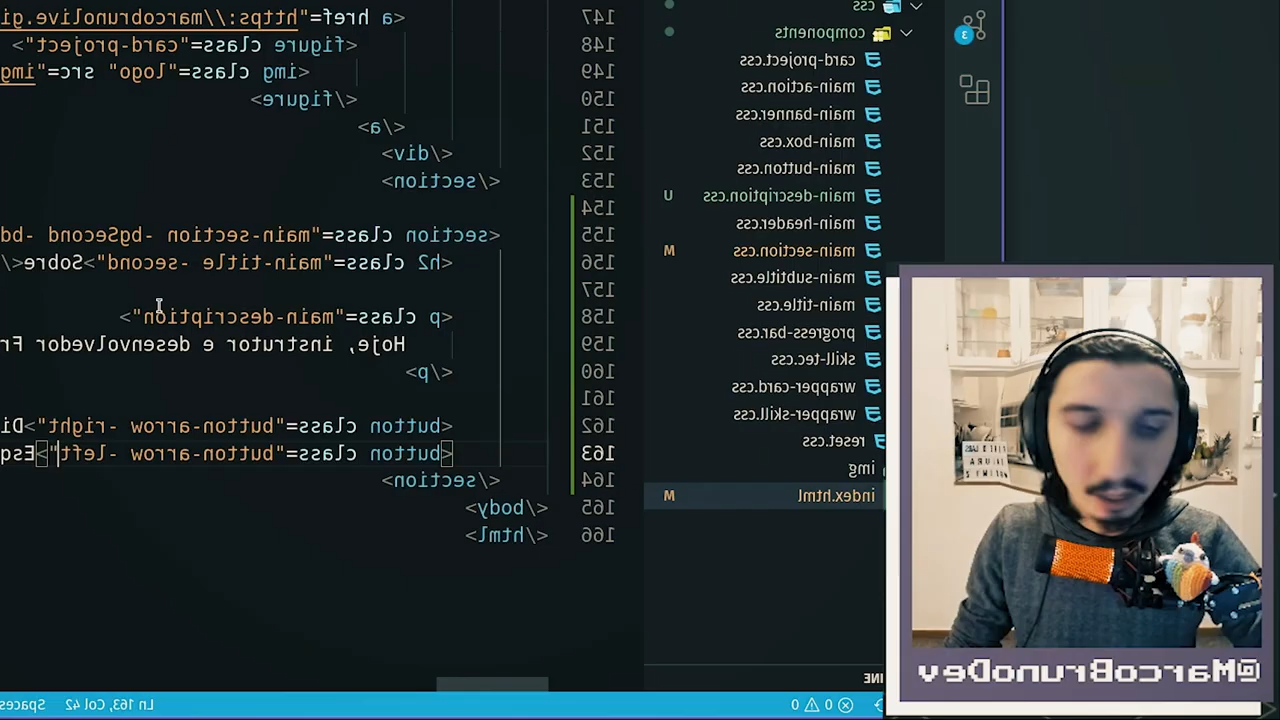 147 <a href="https://marcobrunolive.gi
148 <figure class="card-project">
149 <img class="logo" src="img
150 </figure>
151 </a>
152 </div>
153 </section>
154
155 <section class="main-section -bgSecond -bd
156 <h2 class="main-title -second">Sobre</
157
158 <p class="main-description">
159 Hoje, instrutor e desenvolvedor Fr
160 </p>
161
162 <button class="button-arrow -right">Di
163 <button class="button-arrow -left">Esq
164 </section>
165 </body>
166 </html>
css
components
card-project.css
main-action.css
main-banner.css
main-box.css
main-button.css
main-description.css U
main-header.css
main-section.css M
main-subtitle.css
main-title.css
progress-bar.css
skill-tec.css
wrapper-card.css
wrapper-skill.css
reset.css
img
index.html M
3
INE
0 0
Ln 163, Col 42 Spaces
@MarcoBrunoDev